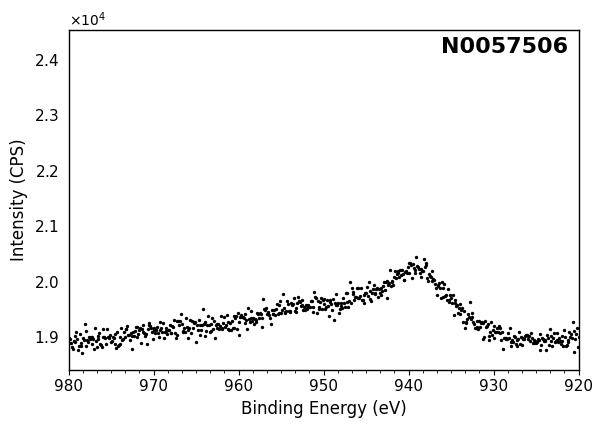 ×10⁴
N0057506
2.4
2.3
2.2
2.1
2.0
1.9
Intensity (CPS)
980 970 960 950 940 930 920
Binding Energy (eV)